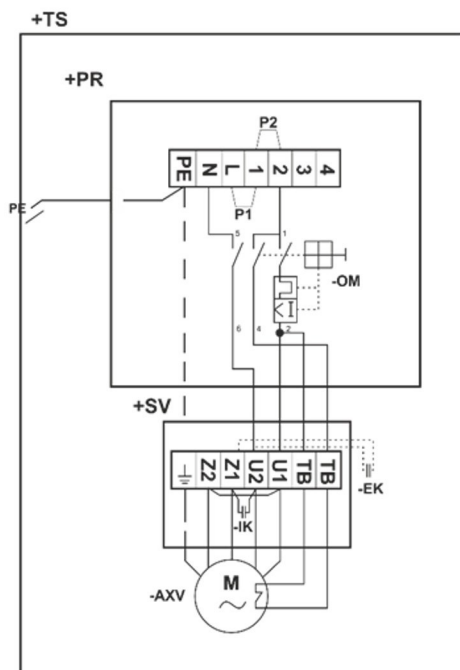 +TS
+PR
P2
PE N L 1 2 3 4
PE
P1
5 1
-OM
I
6 4 2
+SV
Z2 Z1 U2 U1 TB TB
-EK
-IK
-AXV
M